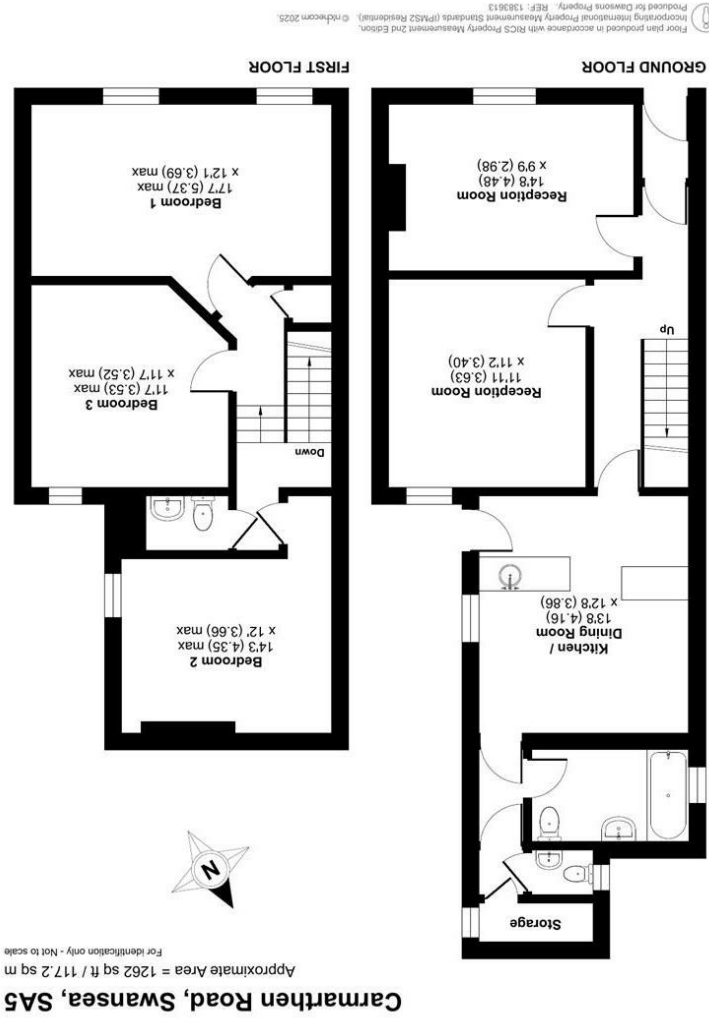 Carmarthen Road, Swansea, SA5
Approximate Area = 1262 sq ft / 117.2 sq m
For identification only - Not to scale
N
Storage
Kitchen /
Dining Room
13'8 (4.16)
x 12'8 (3.86)
Reception Room
11'11 (3.63)
x 11'2 (3.40)
Up
Reception Room
14'8 (4.48)
x 9'9 (2.98)
GROUND FLOOR
Bedroom 2
14'3 (4.35) max
x 12' (3.66) max
Down
Bedroom 3
11'7 (3.53) max
x 11'7 (3.52) max
Bedroom 1
17'7 (5.37) max
x 12'1 (3.69) max
FIRST FLOOR
Floor plan produced in accordance with RICS Property Measurement 2nd Edition,
Incorporating International Property Measurement Standards (IPMS2 Residential). © nichecom 2025.
Produced for Dawsons Property. REF: 1383613